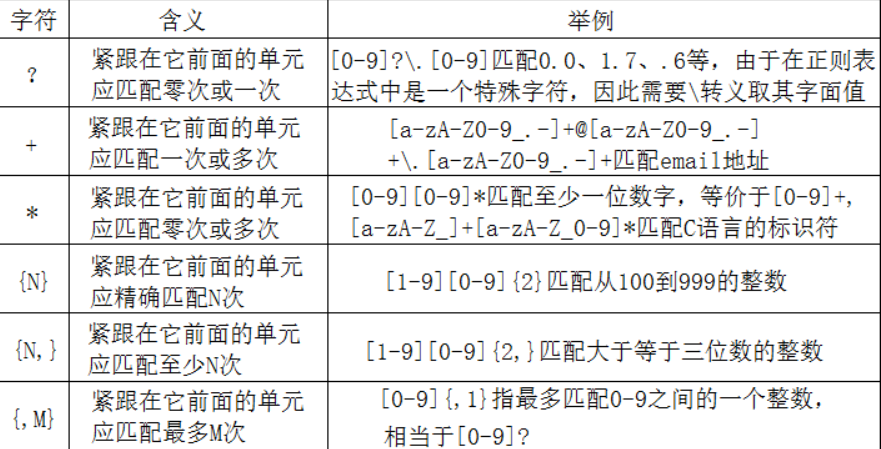 字符 含义 举例
? 紧跟在它前面的单元
应匹配零次或一次
[0-9]?\.[0-9]匹配0.0、1.7、.6等，由于在正则表
达式中是一个特殊字符，因此需要\转义取其字面值
+ 紧跟在它前面的单元
应匹配一次或多次
[a-zA-Z0-9_.-]+@[a-zA-Z0-9_.-]
+\.[a-zA-Z0-9_.-]+匹配email地址
* 紧跟在它前面的单元
应匹配零次或多次
[0-9][0-9]*匹配至少一位数字，等价于[0-9]+,
[a-zA-Z_]+[a-zA-Z_0-9]*匹配C语言的标识符
{N} 紧跟在它前面的单元
应精确匹配N次
[1-9][0-9]{2}匹配从100到999的整数
{N,} 紧跟在它前面的单元
应匹配至少N次
[1-9][0-9]{2,}匹配大于等于三位数的整数
{,M} 紧跟在它前面的单元
应匹配最多M次
[0-9]{,1}指最多匹配0-9之间的一个整数，
相当于[0-9]?